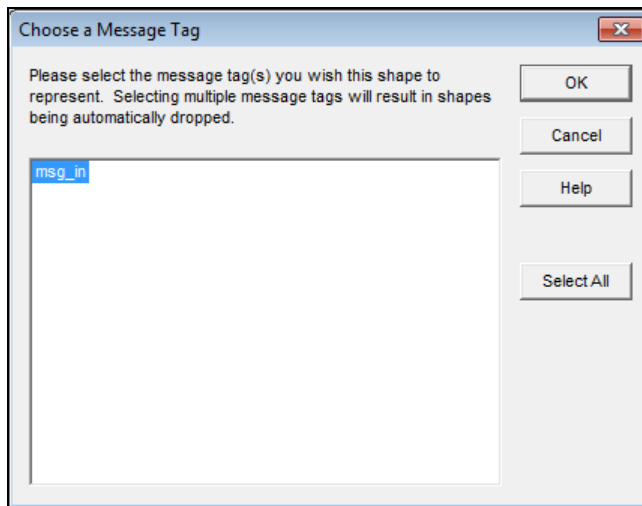 Choose a Message Tag
Please select the message tag(s) you wish this shape to
represent.  Selecting multiple message tags will result in shapes
being automatically dropped.
OK
Cancel
Help
Select All
msg_in